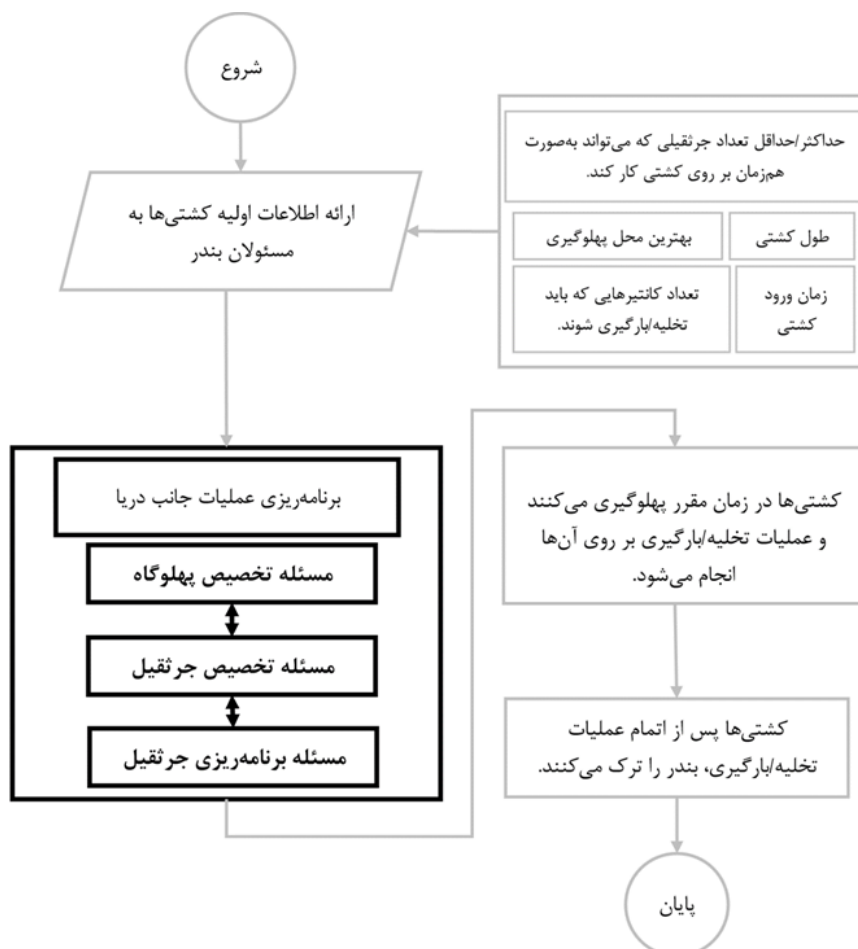 شروع
حداکثر/حداقل تعداد جرثقیلی که می‌تواند به‌صورت
هم‌زمان بر روی کشتی کار کند.
طول کشتی
بهترین محل پهلوگیری
زمان ورود
کشتی
تعداد کانتیرهایی که باید
تخلیه/بارگیری شوند.
ارائه اطلاعات اولیه کشتی‌ها به
مسئولان بندر
برنامه‌ریزی عملیات جانب دریا
مسئله تخصیص پهلوگاه
مسئله تخصیص جرثقیل
مسئله برنامه‌ریزی جرثقیل
کشتی‌ها در زمان مقرر پهلوگیری می‌کنند
و عملیات تخلیه/بارگیری بر روی آن‌ها
انجام می‌شود.
کشتی‌ها پس از اتمام عملیات
تخلیه/بارگیری، بندر را ترک می‌کنند.
پایان